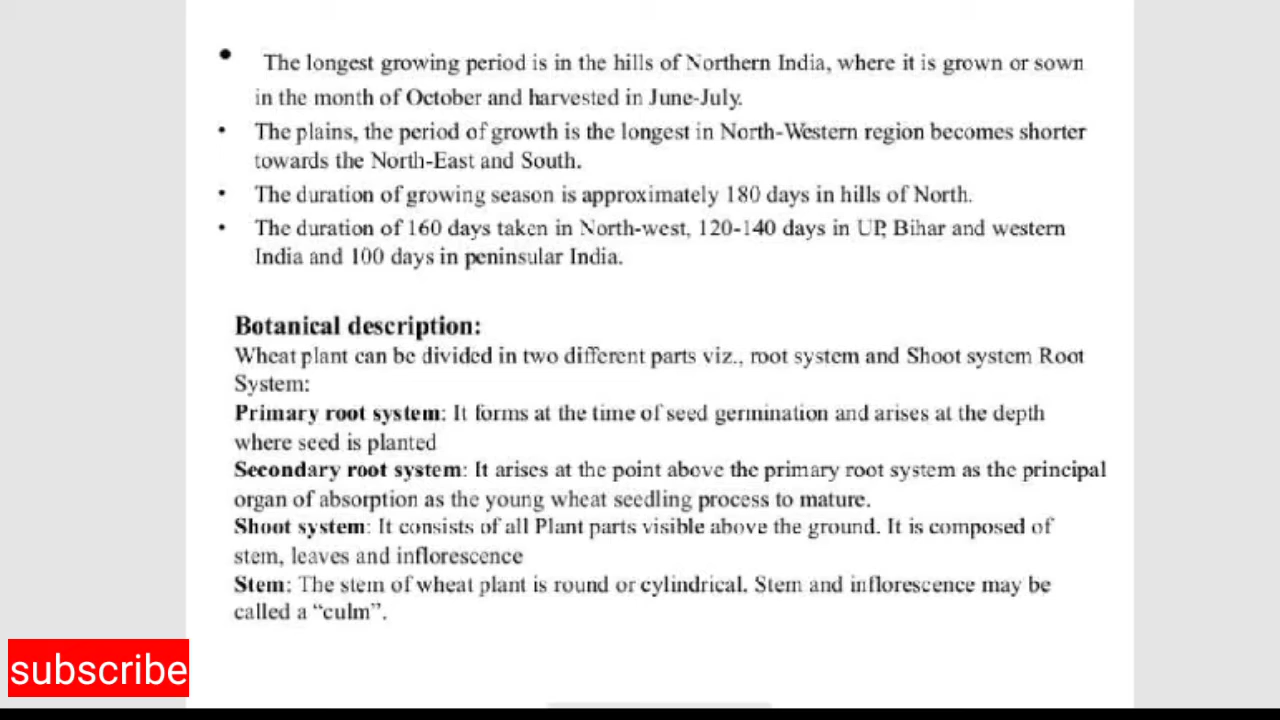 • The longest growing period is in the hills of Northern India, where it is grown or sown
in the month of October and harvested in June-July.
• The plains, the period of growth is the longest in North-Western region becomes shorter
towards the North-East and South.
• The duration of growing season is approximately 180 days in hills of North.
• The duration of 160 days taken in North-west, 120-140 days in UP, Bihar and western
India and 100 days in peninsular India.
Botanical description:
Wheat plant can be divided in two different parts viz., root system and Shoot system Root
System:
Primary root system: It forms at the time of seed germination and arises at the depth
where seed is planted
Secondary root system: It arises at the point above the primary root system as the principal
organ of absorption as the young wheat seedling process to mature.
Shoot system: It consists of all Plant parts visible above the ground. It is composed of
stem, leaves and inflorescence
Stem: The stem of wheat plant is round or cylindrical. Stem and inflorescence may be
called a “culm”.
subscribe